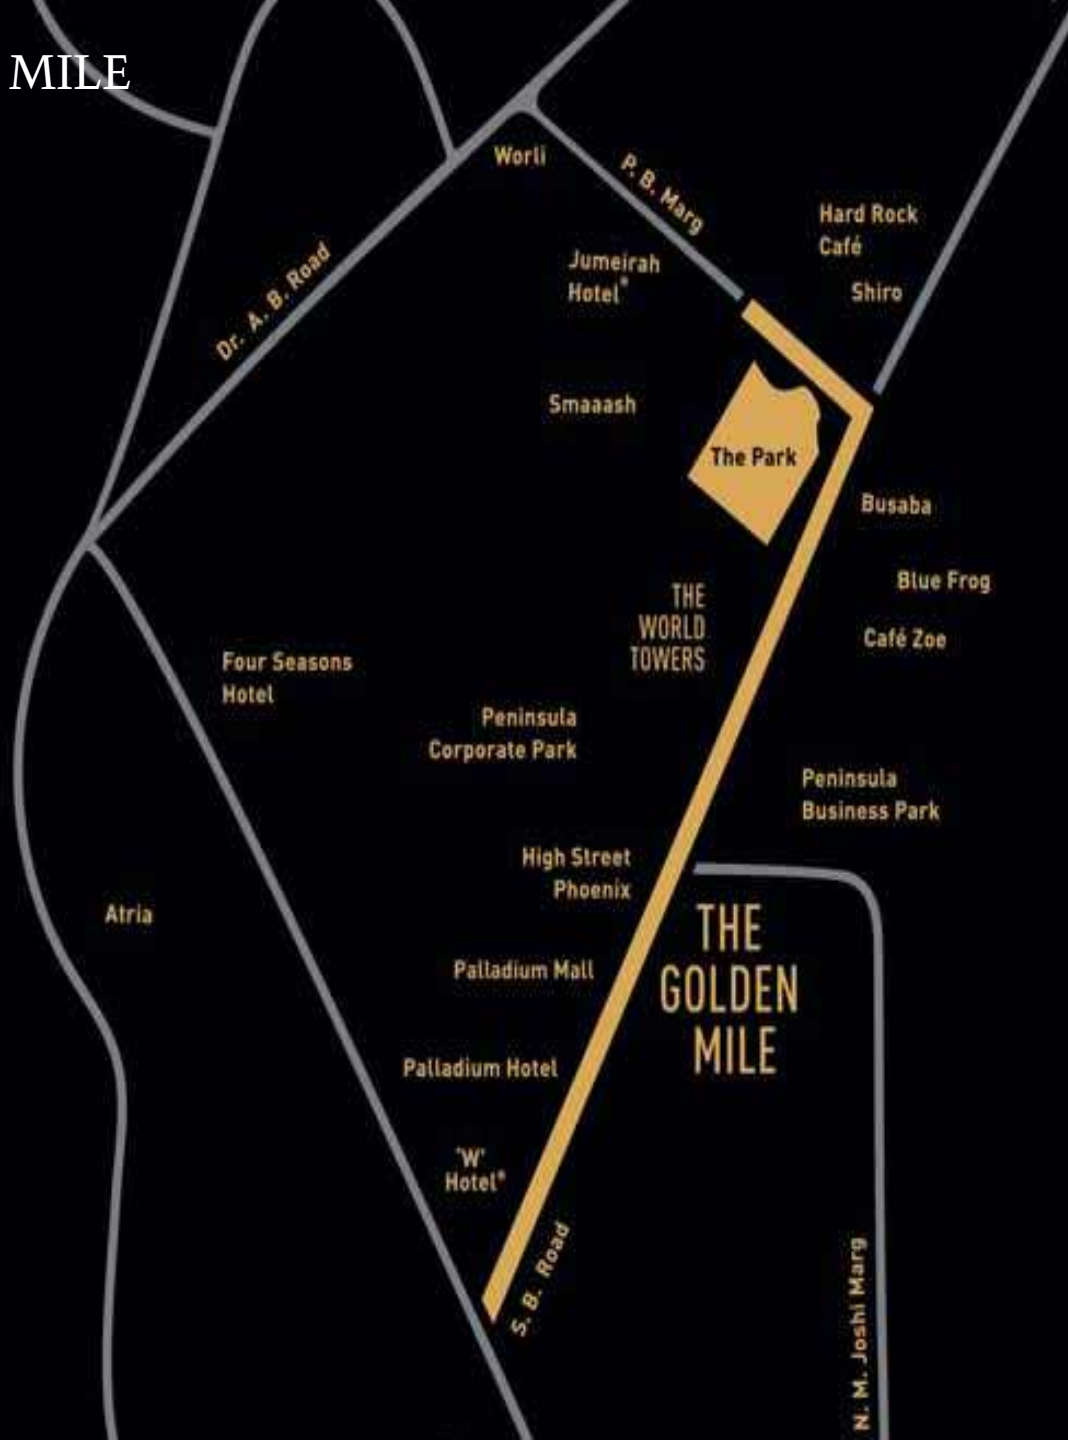 MILE
Worli
P. B. Marg
Hard Rock
Café
Jumeirah
Hotel*
Shiro
Dr. A. B. Road
Smaaash
The Park
Busaba
Blue Frog
THE
WORLD
TOWERS
Café Zoe
Four Seasons
Hotel
Peninsula
Corporate Park
Peninsula
Business Park
High Street
Phoenix
Atria
THE
GOLDEN
MILE
Palladium Mall
Palladium Hotel
'W'
Hotel*
S. B. Road
N. M. Joshi Marg